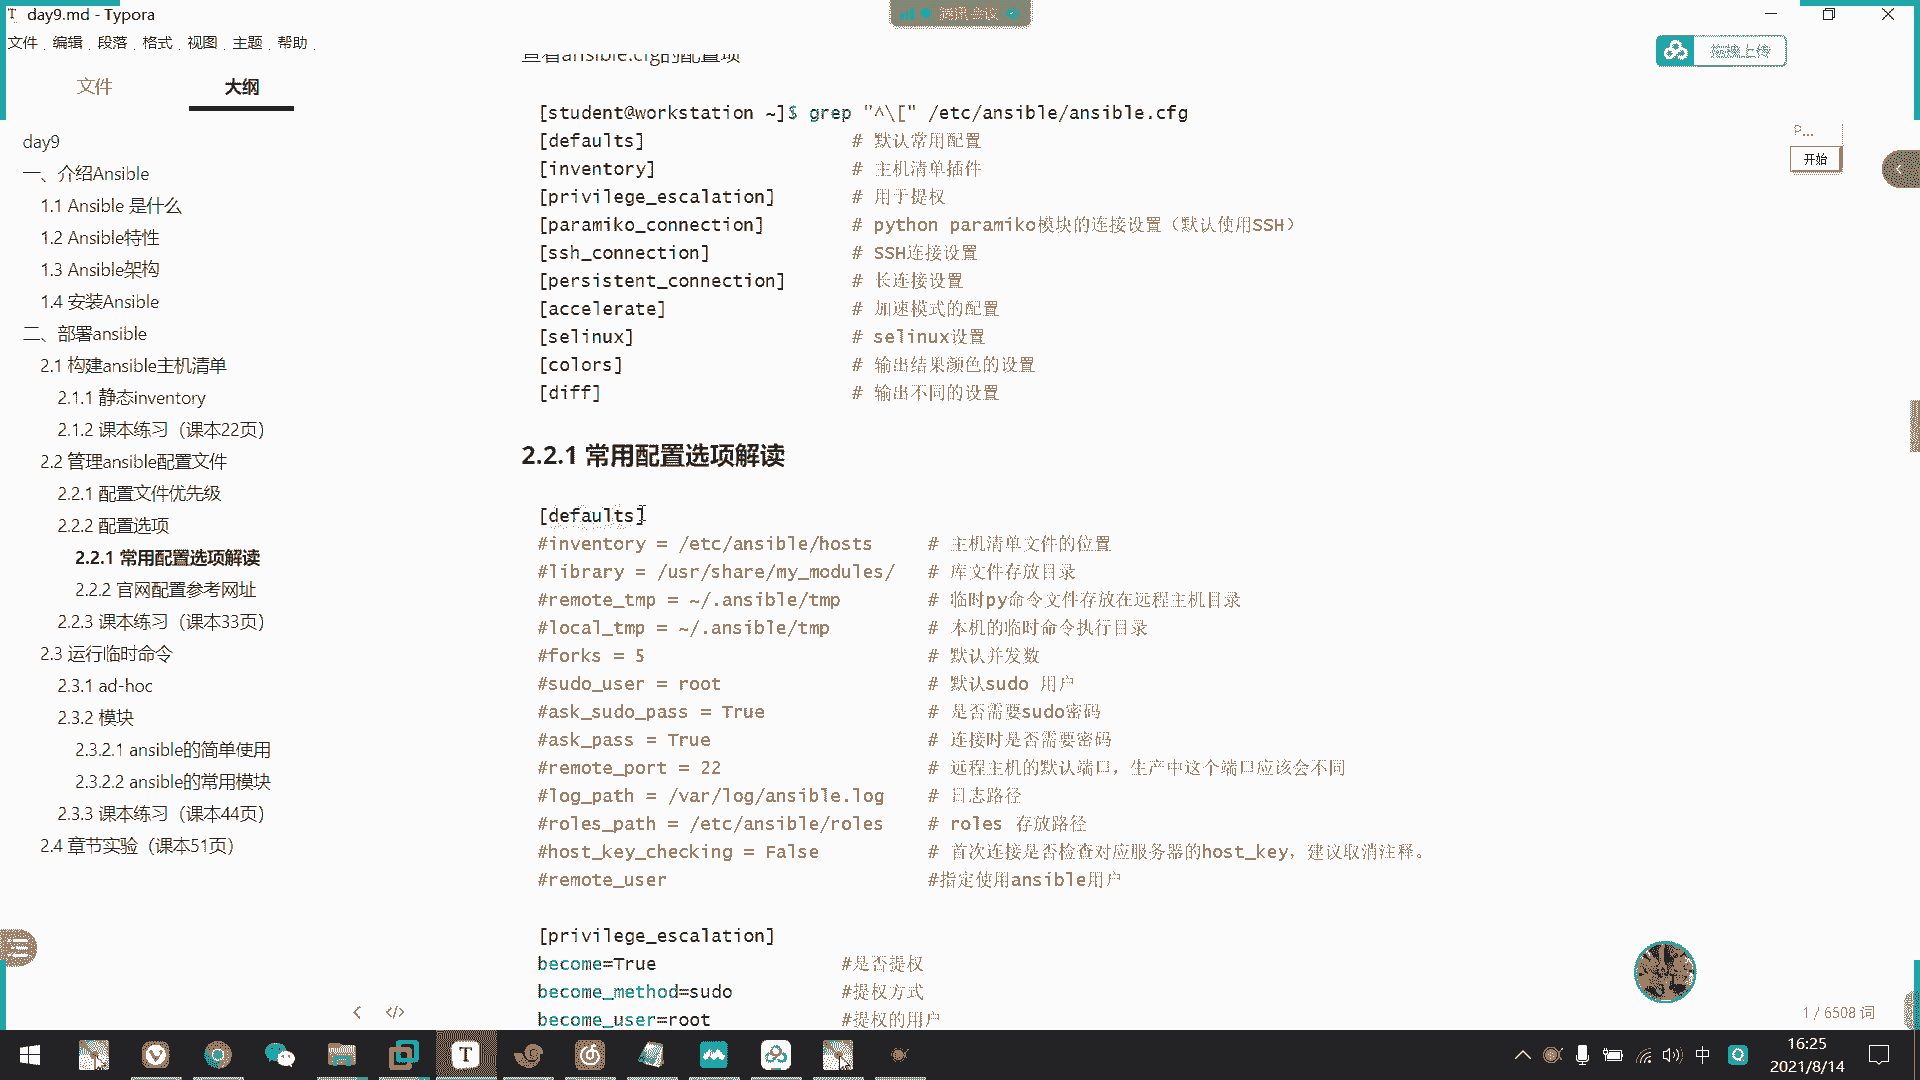 day9.md - Typora
腾讯会议
文件 编辑 段落 格式 视图 主题 帮助
拖拽上传
文件 大纲
day9
一、介绍Ansible
1.1 Ansible 是什么
1.2 Ansible特性
1.3 Ansible架构
1.4 安装Ansible
二、部署ansible
2.1 构建ansible主机清单
2.1.1 静态inventory
2.1.2 课本练习（课本22页）
2.2 管理ansible配置文件
2.2.1 配置文件优先级
2.2.2 配置选项
2.2.1 常用配置选项解读
2.2.2 官网配置参考网址
2.2.3 课本练习（课本33页）
2.3 运行临时命令
2.3.1 ad-hoc
2.3.2 模块
2.3.2.1 ansible的简单使用
2.3.2.2 ansible的常用模块
2.3.3 课本练习（课本44页）
2.4 章节实验（课本51页）
查看ansible.cfg的配置项
[student@workstation ~]$ grep "^\[" /etc/ansible/ansible.cfg
[defaults] # 默认常用配置
[inventory] # 主机清单插件
[privilege_escalation] # 用于提权
[paramiko_connection] # python paramiko模块的连接设置（默认使用SSH）
[ssh_connection] # SSH连接设置
[persistent_connection] # 长连接设置
[accelerate] # 加速模式的配置
[selinux] # selinux设置
[colors] # 输出结果颜色的设置
[diff] # 输出不同的设置
2.2.1 常用配置选项解读
[defaults]
#inventory = /etc/ansible/hosts # 主机清单文件的位置
#library = /usr/share/my_modules/ # 库文件存放目录
#remote_tmp = ~/.ansible/tmp # 临时py命令文件存放在远程主机目录
#local_tmp = ~/.ansible/tmp # 本机的临时命令执行目录
#forks = 5 # 默认并发数
#sudo_user = root # 默认sudo 用户
#ask_sudo_pass = True # 是否需要sudo密码
#ask_pass = True # 连接时是否需要密码
#remote_port = 22 # 远程主机的默认端口，生产中这个端口应该会不同
#log_path = /var/log/ansible.log # 日志路径
#roles_path = /etc/ansible/roles # roles 存放路径
#host_key_checking = False # 首次连接是否检查对应服务器的host_key，建议取消注释。
#remote_user #指定使用ansible用户
[privilege_escalation]
become=True #是否提权
become_method=sudo #提权方式
become_user=root #提权的用户
P...
开始
1 / 6508 词
中
16:25
2021/8/14